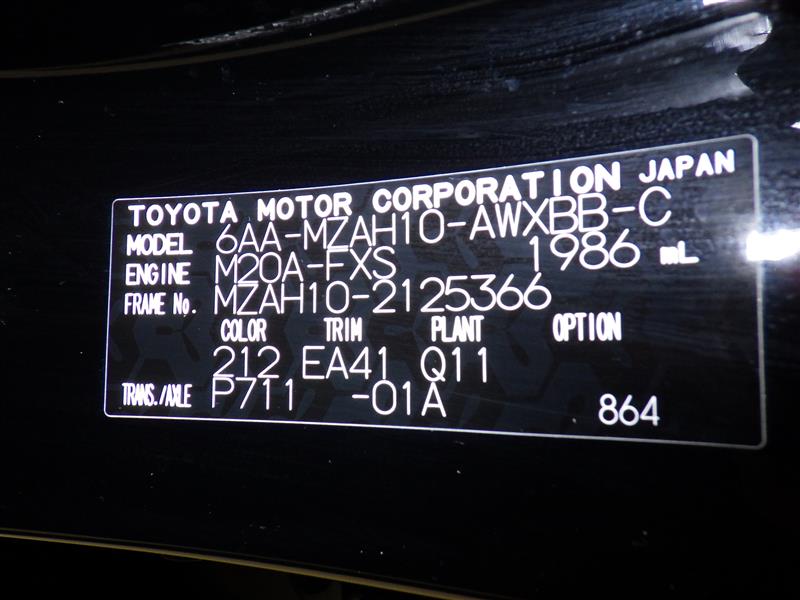 TOYOTA MOTOR CORPORATION JAPAN
MODEL 6AA-MZAH10-AWXBB-C
ENGINE M20A-FXS 1986 mL
FRAME No. MZAH10-2125366
COLOR TRIM PLANT OPTION
212 EA41 Q11
TRANS./AXLE P711 -01A 864